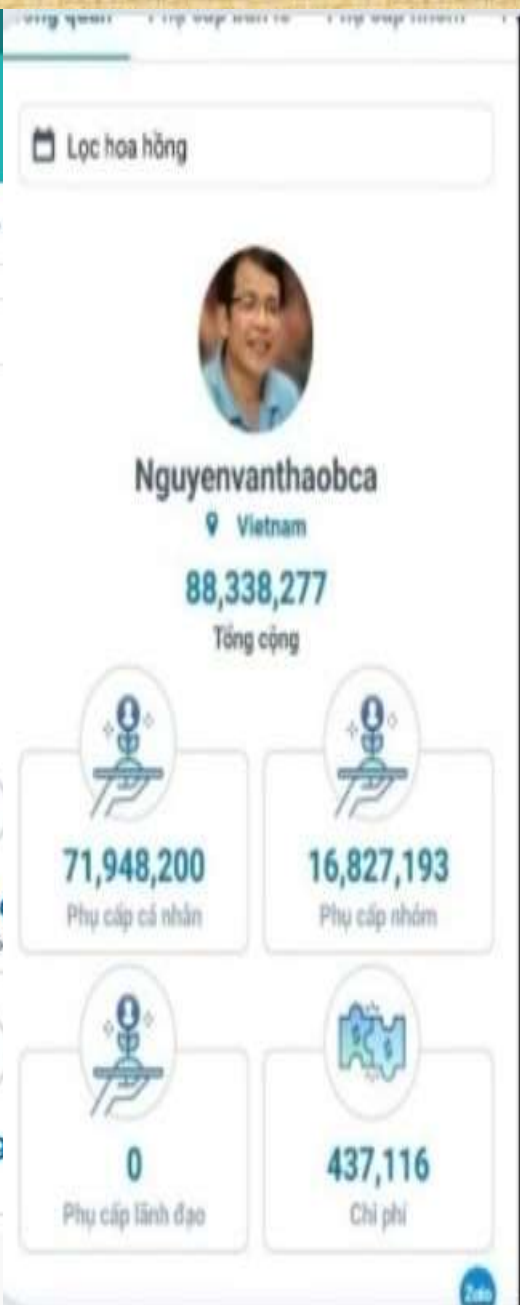 Lọc hoa hồng
Nguyenvanthaobca
Vietnam
88,338,277
Tổng cộng
71,948,200
Phụ cấp cá nhân
16,827,193
Phụ cấp nhóm
0
Phụ cấp lãnh đạo
437,116
Chi phí
Zalo